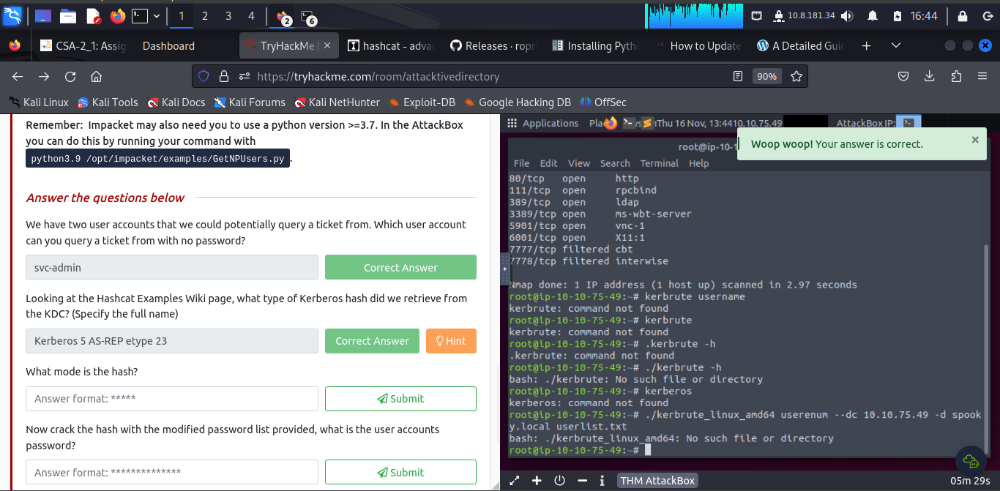 1 2 3 4
2
6
10.8.181.34
16:44
CSA-2_1: Assig
Dashboard
TryHackMe |
hashcat - advan
Releases · ropn
Installing Pytho
How to Update
A Detailed Guid
https://tryhackme.com/room/attacktivedirectory
90%
Kali Linux
Kali Tools
Kali Docs
Kali Forums
Kali NetHunter
Exploit-DB
Google Hacking DB
OffSec
Remember: Impacket may also need you to use a python version >=3.7. In the AttackBox
you can do this by running your command with
python3.9 /opt/impacket/examples/GetNPUsers.py .
Answer the questions below
We have two user accounts that we could potentially query a ticket from. Which user account
can you query a ticket from with no password?
svc-admin
Correct Answer
Looking at the Hashcat Examples Wiki page, what type of Kerberos hash did we retrieve from
the KDC? (Specify the full name)
Kerberos 5 AS-REP etype 23
Correct Answer
Hint
What mode is the hash?
Answer format: *****
Submit
Now crack the hash with the modified password list provided, what is the user accounts
password?
Answer format: **************
Submit
Applications
Thu 16 Nov, 13:44
10.10.75.49
AttackBox IP:
Woop woop! Your answer is correct.
root@ip-10-1
File Edit View Search Terminal Help
80/tcp open http
111/tcp open rpcbind
389/tcp open ldap
3389/tcp open ms-wbt-server
5901/tcp open vnc-1
6001/tcp open X11:1
7777/tcp filtered cbt
7778/tcp filtered interwise
Nmap done: 1 IP address (1 host up) scanned in 2.97 seconds
root@ip-10-10-75-49:~# kerbrute username
kerbrute: command not found
root@ip-10-10-75-49:~# kerbrute
kerbrute: command not found
root@ip-10-10-75-49:~# .kerbrute -h
.kerbrute: command not found
root@ip-10-10-75-49:~# ./kerbrute -h
bash: ./kerbrute: No such file or directory
root@ip-10-10-75-49:~# kerberos
kerberos: command not found
root@ip-10-10-75-49:~# ./kerbrute_linux_amd64 userenum --dc 10.10.75.49 -d spook
y.local userlist.txt
bash: ./kerbrute_linux_amd64: No such file or directory
root@ip-10-10-75-49:~#
THM AttackBox
05m 29s